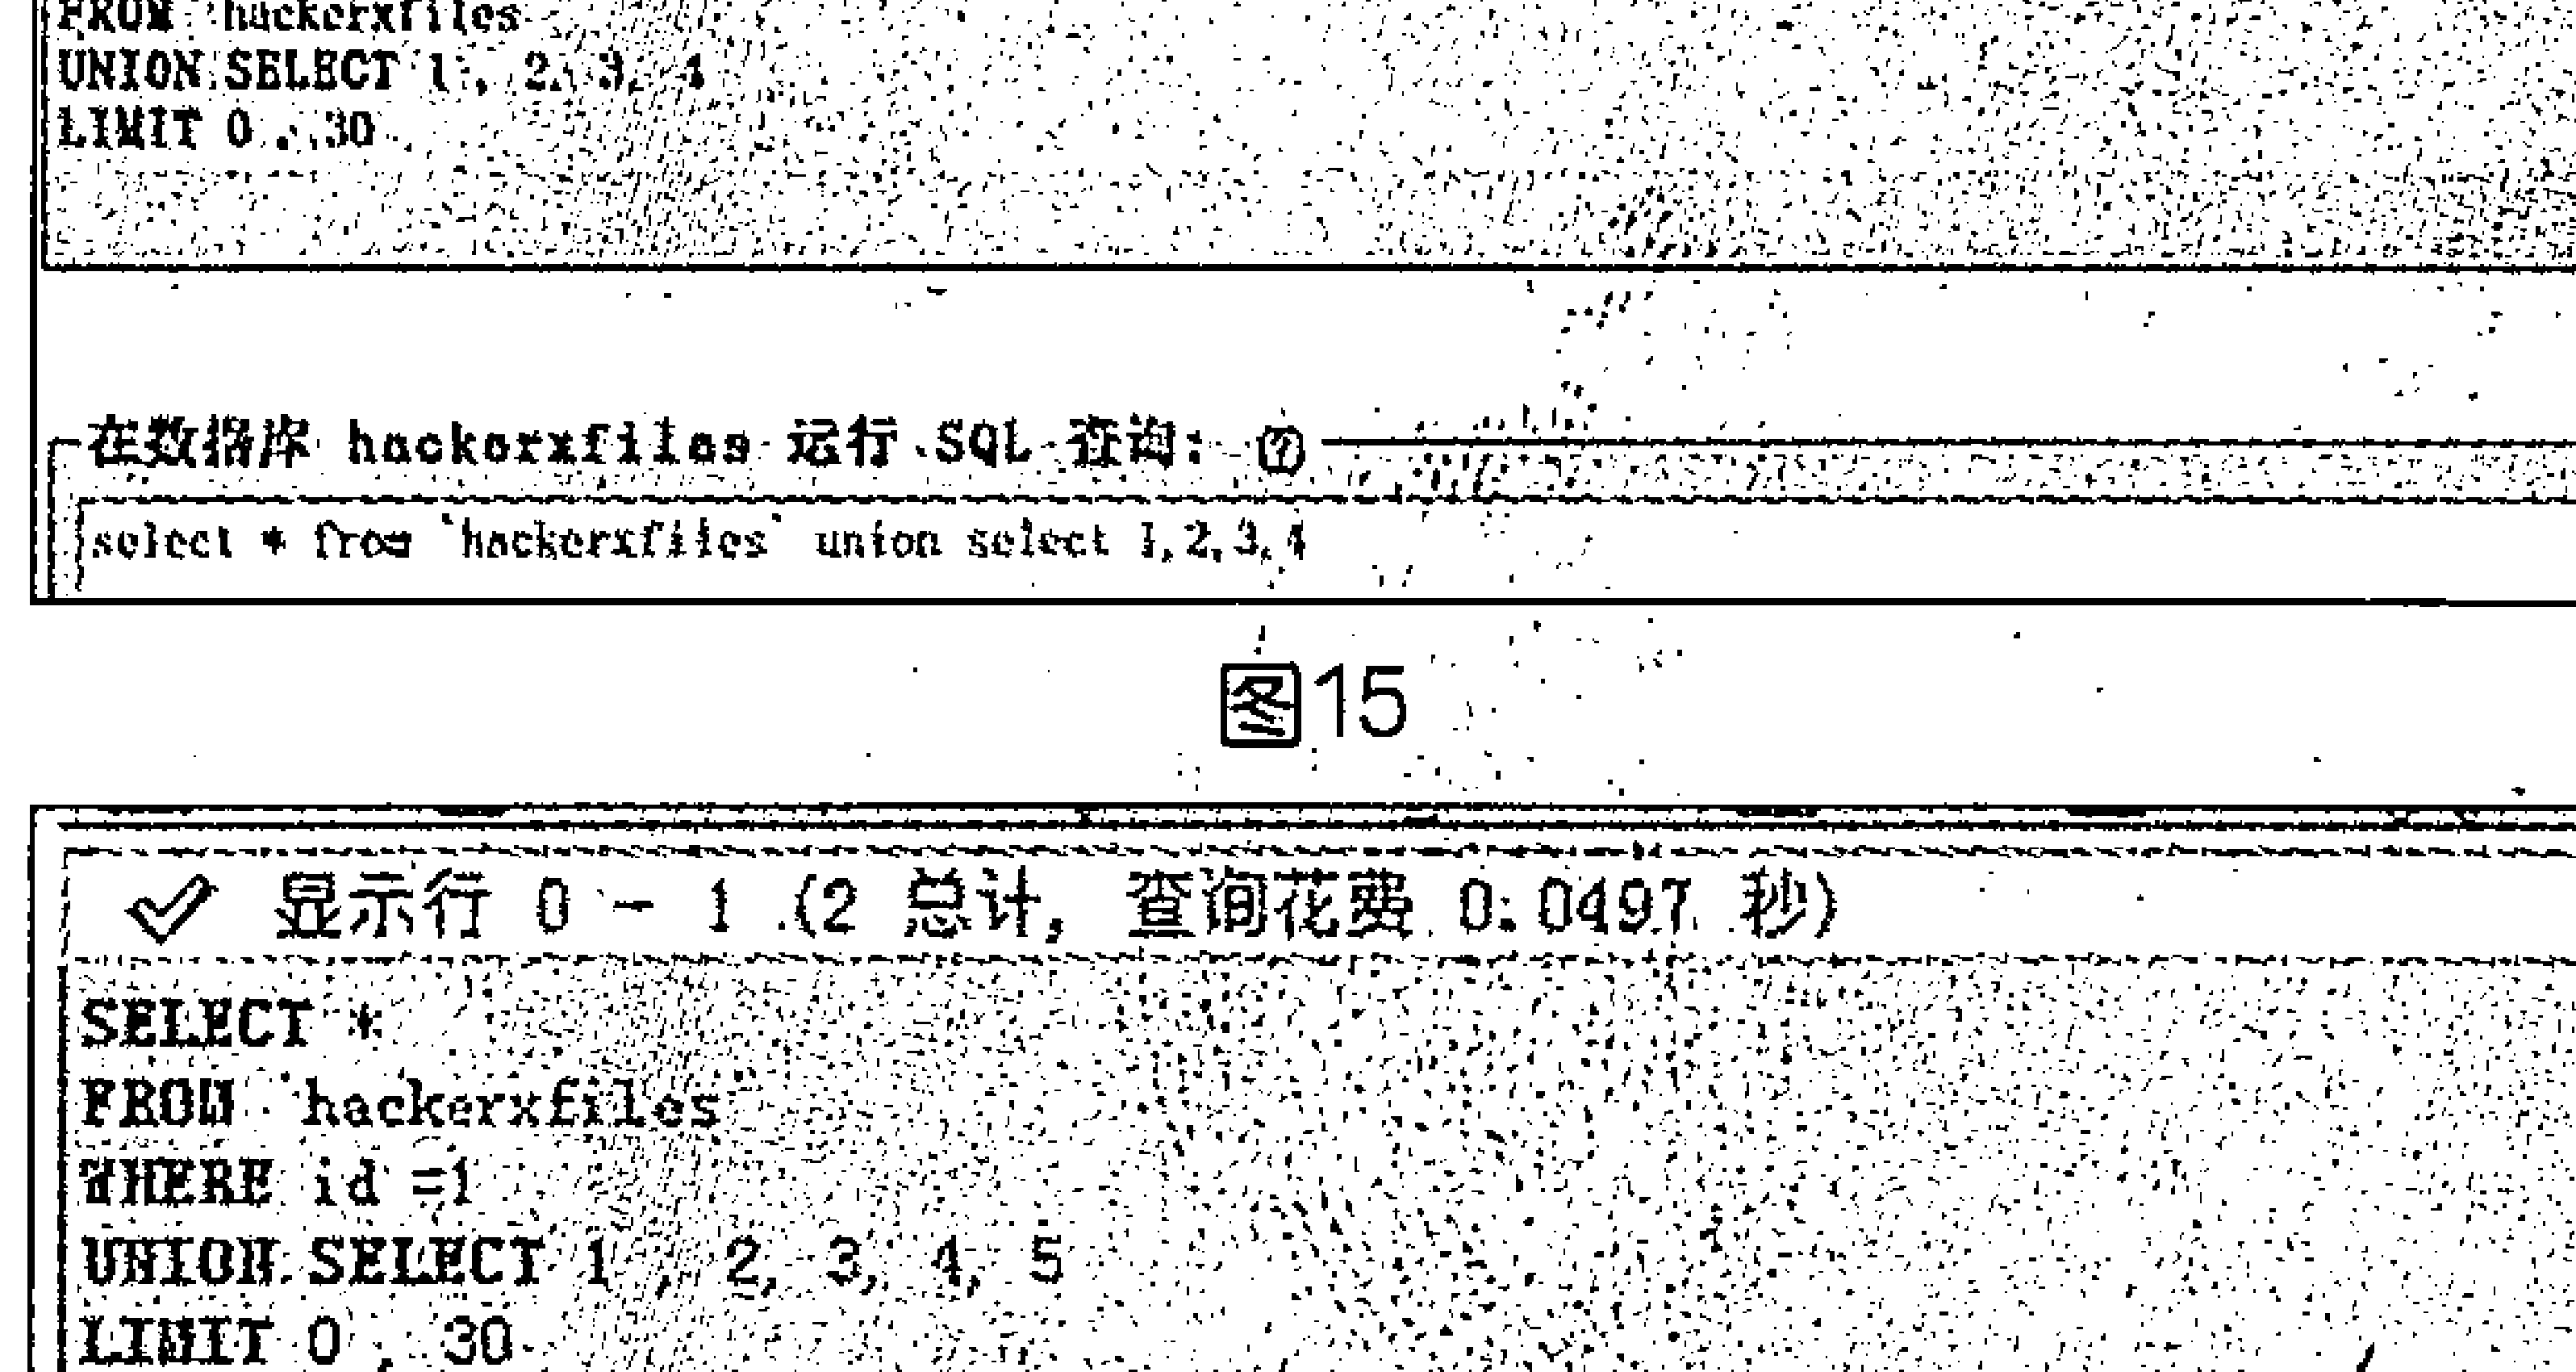 FROM `hackerxfiles`
UNION SELECT 1 , 2, 3, 4
LIMIT 0 , 30
在数据库 hackerxfiles 运行 SQL 查询: ?
select * from `hackerxfiles` union select 1,2,3,4
图15
显示行 0 - 1 (2 总计, 查询花费 0.0497 秒)
SELECT *
FROM `hackerxfiles`
WHERE id =1
UNION SELECT 1 , 2, 3, 4, 5
LIMIT 0 , 30